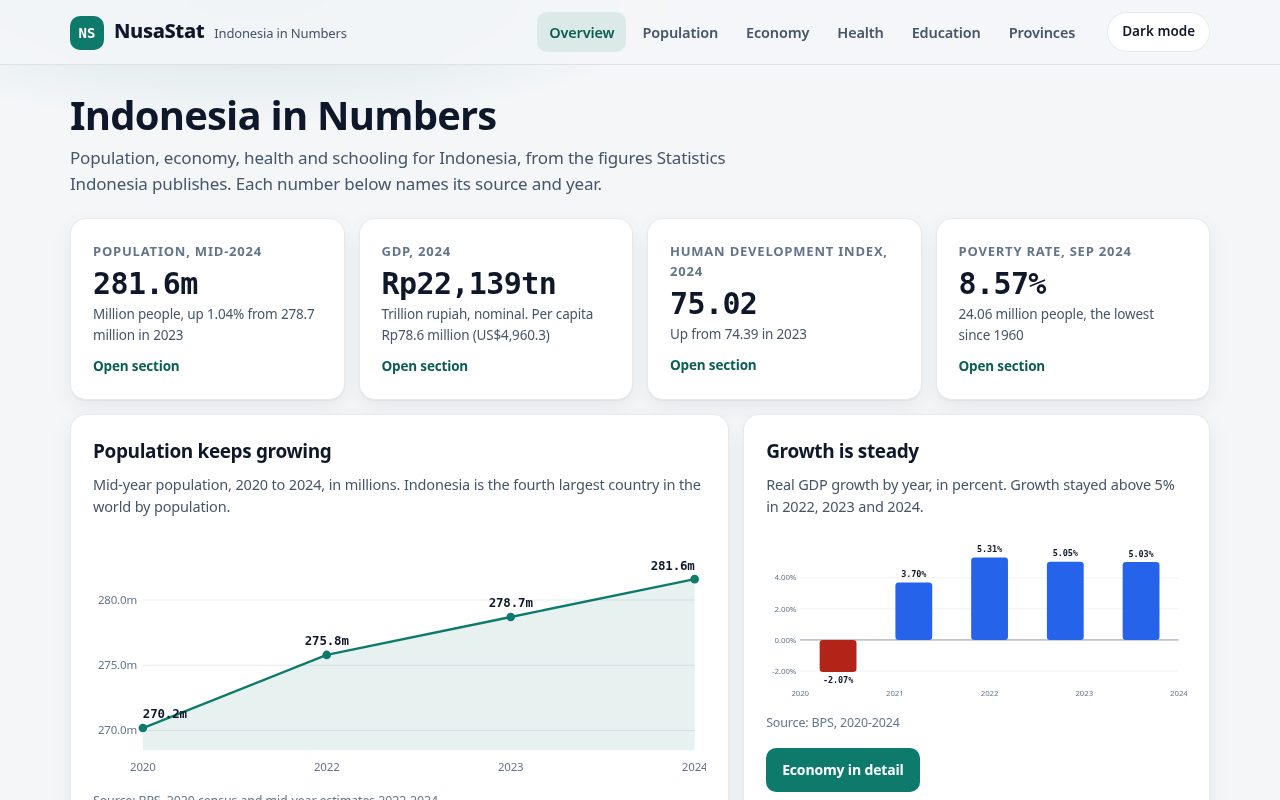 NS NusaStat Indonesia in Numbers Overview Population Economy Health Education Provinces Dark mode
Indonesia in Numbers
Population, economy, health and schooling for Indonesia, from the figures Statistics
Indonesia publishes. Each number below names its source and year.
POPULATION, MID-2024
281.6m
Million people, up 1.04% from 278.7
million in 2023
Open section
GDP, 2024
Rp22,139tn
Trillion rupiah, nominal. Per capita
Rp78.6 million (US$4,960.3)
Open section
HUMAN DEVELOPMENT INDEX,
2024
75.02
Up from 74.39 in 2023
Open section
POVERTY RATE, SEP 2024
8.57%
24.06 million people, the lowest
since 1960
Open section
Population keeps growing
Mid-year population, 2020 to 2024, in millions. Indonesia is the fourth largest country in the
world by population.
281.6m
280.0m
278.7m
275.8m
275.0m
270.2m
270.0m
2020 2022 2023 2024
Source: BPS, 2020 census and mid-year estimates 2022-2024
Growth is steady
Real GDP growth by year, in percent. Growth stayed above 5%
in 2022, 2023 and 2024.
5.31%
5.05% 5.03%
3.70%
4.00%
2.00%
0.00%
-2.00%
-2.07%
2020 2021 2022 2023 2024
Source: BPS, 2020-2024
Economy in detail